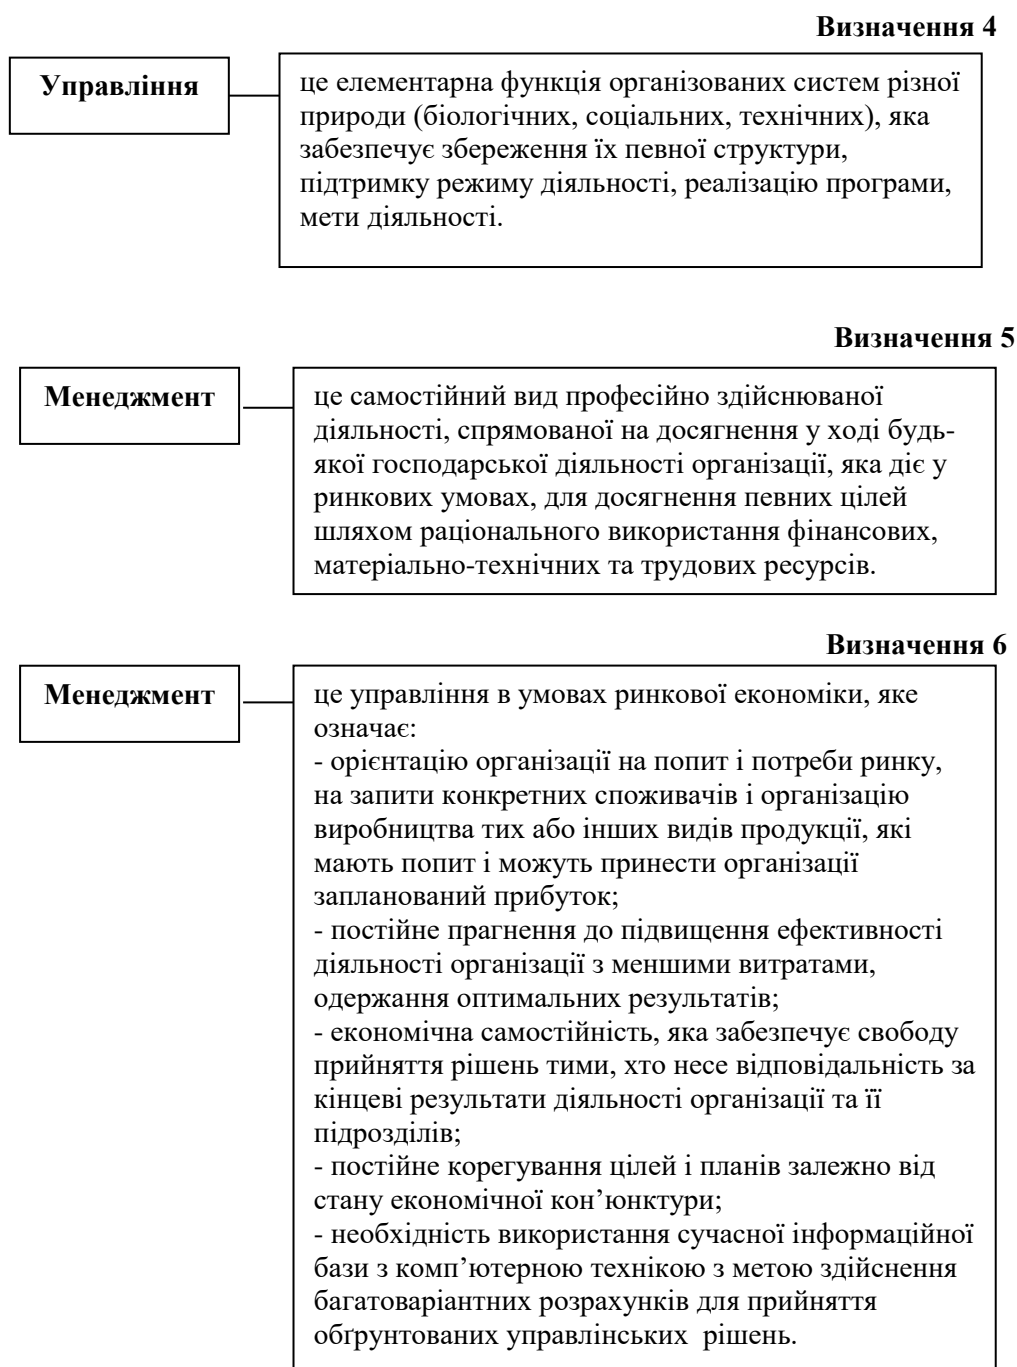 Визначення 4
Управління
це елементарна функція організованих систем різної
природи (біологічних, соціальних, технічних), яка
забезпечує збереження їх певної структури,
підтримку режиму діяльності, реалізацію програми,
мети діяльності.
Визначення 5
Менеджмент
це самостійний вид професійно здійснюваної
діяльності, спрямованої на досягнення у ході будь-
якої господарської діяльності організації, яка діє у
ринкових умовах, для досягнення певних цілей
шляхом раціонального використання фінансових,
матеріально-технічних та трудових ресурсів.
Визначення 6
Менеджмент
це управління в умовах ринкової економіки, яке
означає:
- орієнтацію організації на попит і потреби ринку,
на запити конкретних споживачів і організацію
виробництва тих або інших видів продукції, які
мають попит і можуть принести організації
запланований прибуток;
- постійне прагнення до підвищення ефективності
діяльності організації з меншими витратами,
одержання оптимальних результатів;
- економічна самостійність, яка забезпечує свободу
прийняття рішень тими, хто несе відповідальність за
кінцеві результати діяльності організації та її
підрозділів;
- постійне корегування цілей і планів залежно від
стану економічної кон’юнктури;
- необхідність використання сучасної інформаційної
бази з комп’ютерною технікою з метою здійснення
багатоваріантних розрахунків для прийняття
обґрунтованих управлінських  рішень.